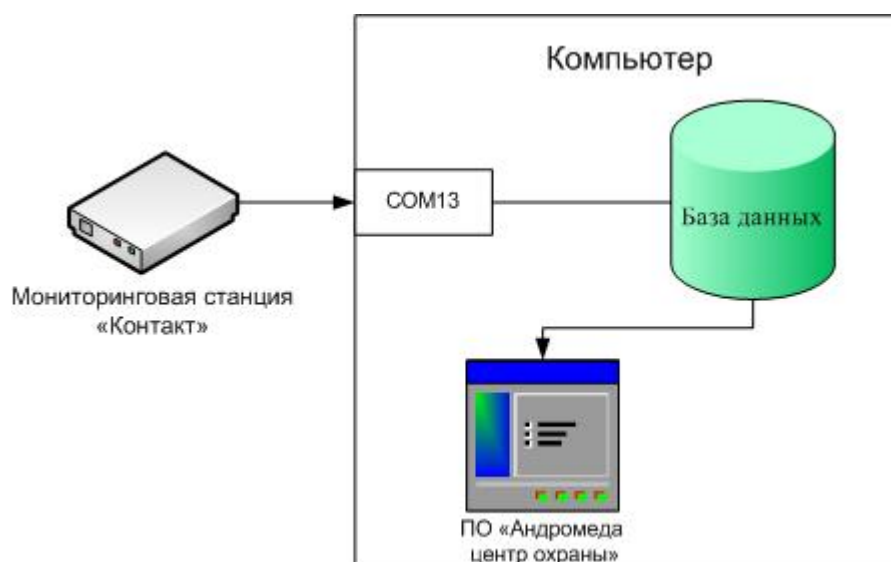 Компьютер
COM13
База данных
Мониторинговая станция
«Контакт»
ПО «Андромеда
центр охраны»